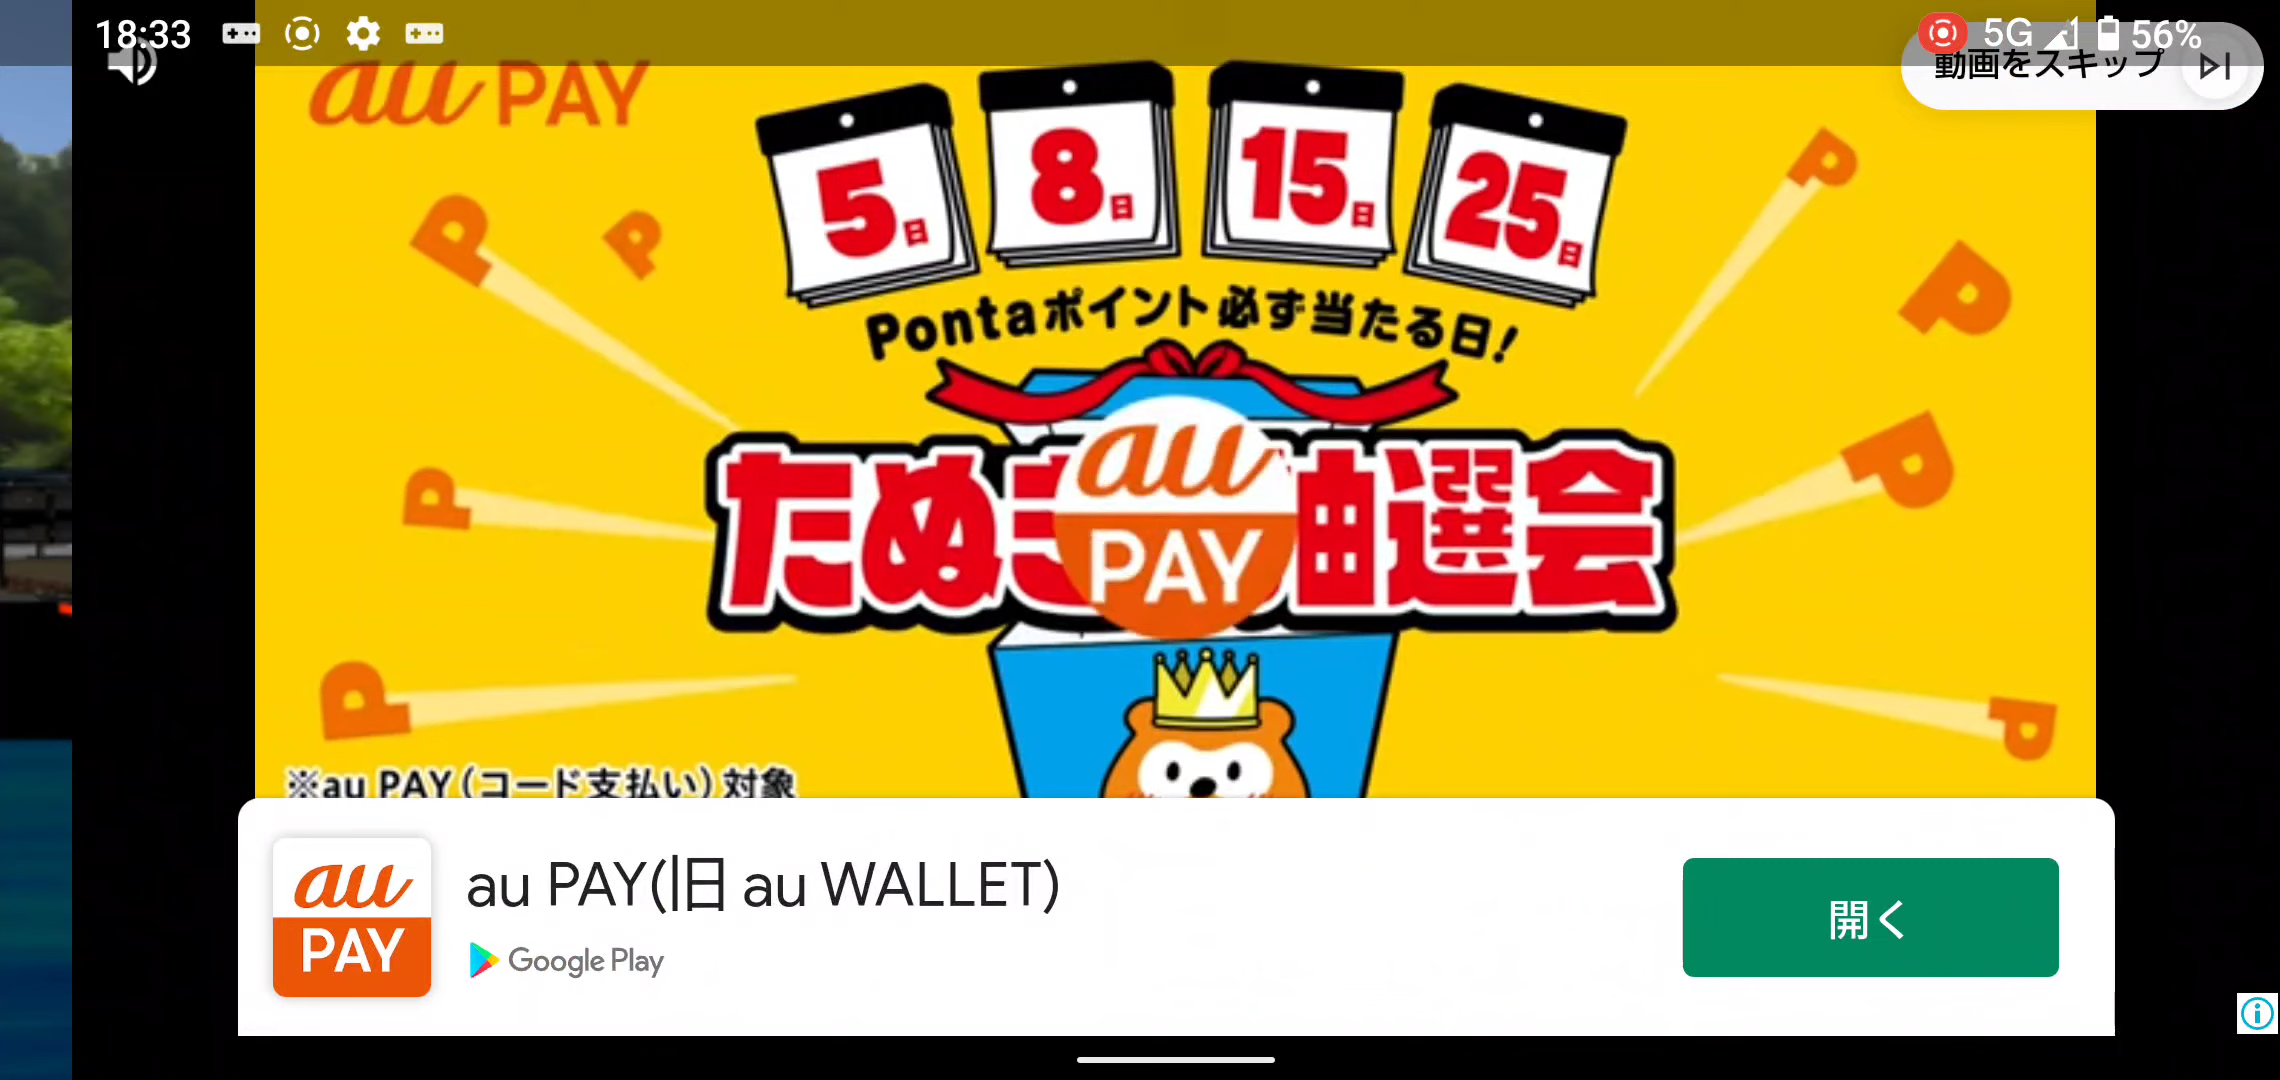 18:33
5G 56%
動画をスキップ
au PAY
5日 8日 15日 25日
Pontaポイント必ず当たる日!
たぬ
選会
au
PAY
※au PAY(コード支払い)対象
au
PAY
au PAY(旧 au WALLET)
Google Play
開く